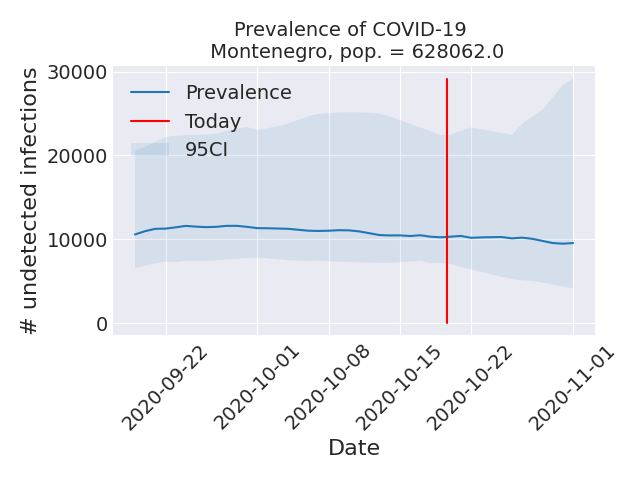 Prevalence of COVID-19
Montenegro, pop. = 628062.0
# undetected infections
30000
20000
10000
0
Prevalence
Today
95CI
2020-09-22
2020-10-01
2020-10-08
2020-10-15
2020-10-22
2020-11-01
Date